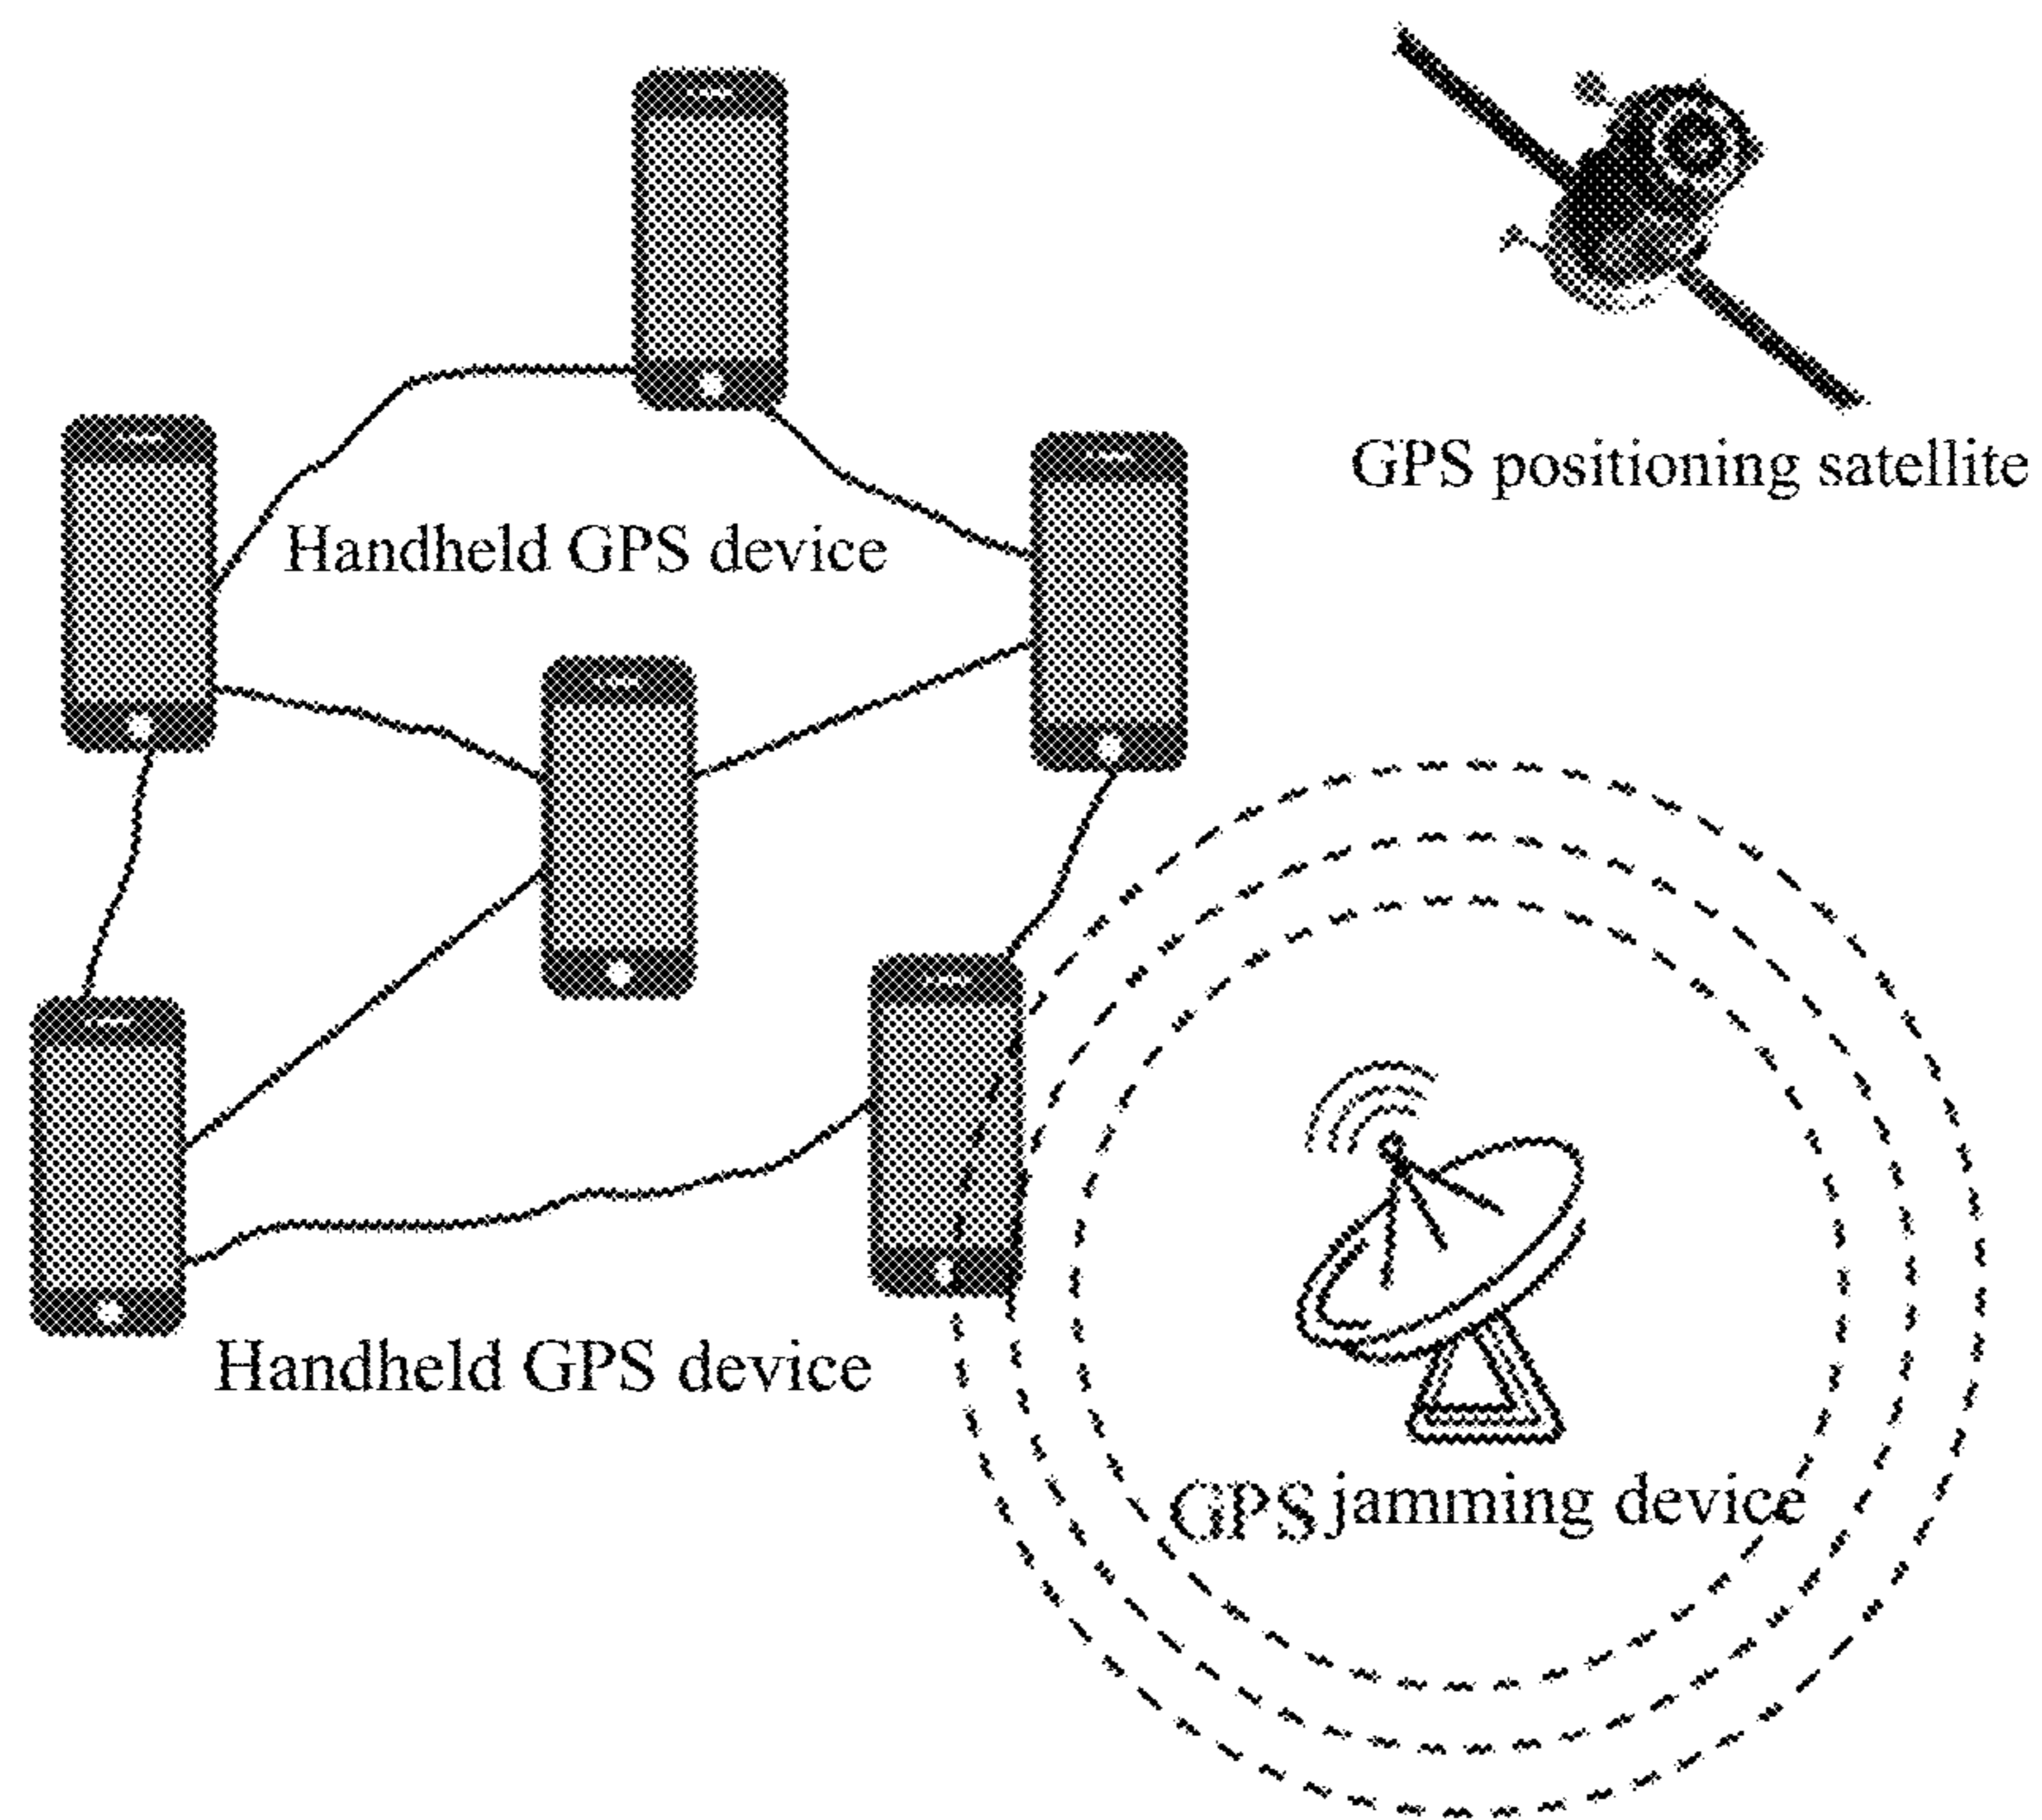 GPS positioning satellite
Handheld GPS device
Handheld GPS device
GPS jamming device